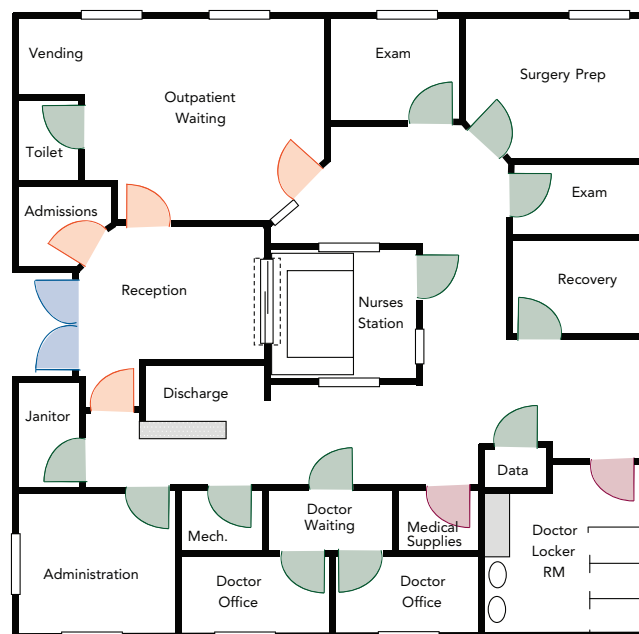 Vending
Exam
Surgery Prep
Outpatient
Waiting
Toilet
Exam
Admissions
Reception
Recovery
Nurses
Station
Discharge
Janitor
Data
Doctor
Waiting
Medical
Supplies
Mech.
Doctor
Locker
RM
Administration
Doctor
Office
Doctor
Office